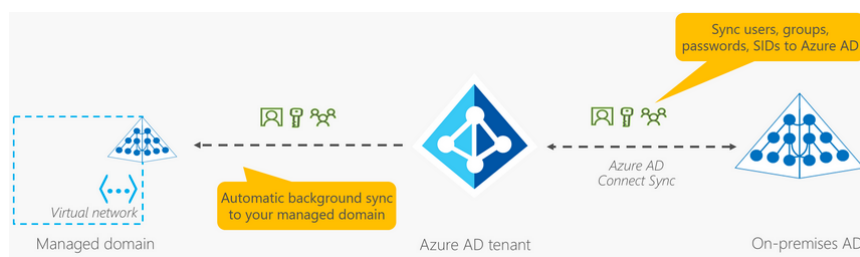 Sync users, groups,
passwords, SIDs to Azure AD
Automatic background sync
to your managed domain
Azure AD
Connect Sync
Virtual network
Managed domain
Azure AD tenant
On-premises AD